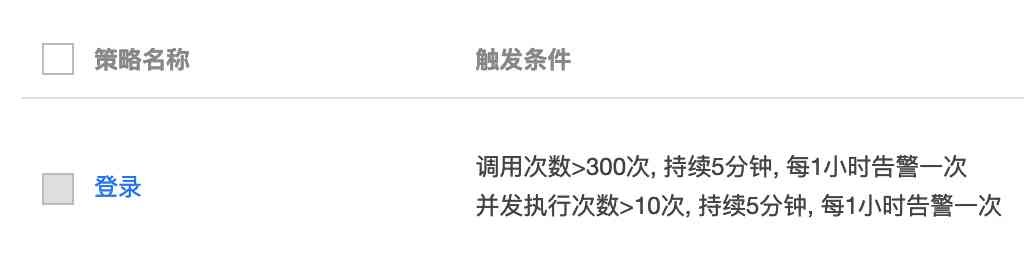 策略名称 触发条件
登录
调用次数>300次, 持续5分钟, 每1小时告警一次
并发执行次数>10次, 持续5分钟, 每1小时告警一次